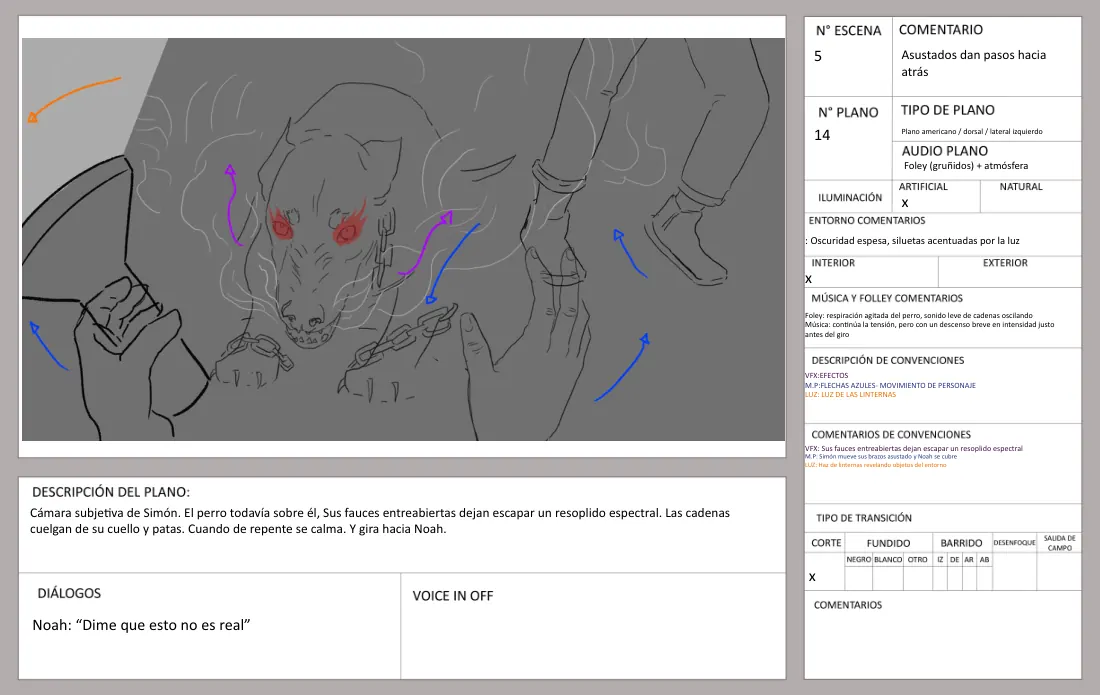 N° ESCENA
5
COMENTARIO
Asustados dan pasos hacia
atrás
N° PLANO
14
TIPO DE PLANO
Plano americano / dorsal / lateral izquierdo
AUDIO PLANO
Foley (gruñidos) + atmósfera
ILUMINACIÓN
ARTIFICIAL
X
NATURAL
ENTORNO COMENTARIOS
: Oscuridad espesa, siluetas acentuadas por la luz
INTERIOR
X
EXTERIOR
MÚSICA Y FOLLEY COMENTARIOS
Foley: respiración agitada del perro, sonido leve de cadenas oscilando
Música: continúa la tensión, pero con un descenso breve en intensidad justo
antes del giro
DESCRIPCIÓN DE CONVENCIONES
VFX:EFECTOS
M.P:FLECHAS AZULES- MOVIMIENTO DE PERSONAJE
LUZ: LUZ DE LAS LINTERNAS
COMENTARIOS DE CONVENCIONES
VFX: Sus fauces entreabiertas dejan escapar un resoplido espectral
M.P: Simón mueve sus brazos asustado y Noah se cubre
LUZ: Haz de linternas revelando objetos del entorno
TIPO DE TRANSICIÓN
CORTE
FUNDIDO
BARRIDO
DESENFOQUE
SALIDA DE
CAMPO
NEGRO BLANCO OTRO
IZ DE AR AB
X
COMENTARIOS
DESCRIPCIÓN DEL PLANO:
Cámara subjetiva de Simón. El perro todavía sobre él, Sus fauces entreabiertas dejan escapar un resoplido espectral. Las cadenas
cuelgan de su cuello y patas. Cuando de repente se calma. Y gira hacia Noah.
DIÁLOGOS
Noah: “Dime que esto no es real”
VOICE IN OFF